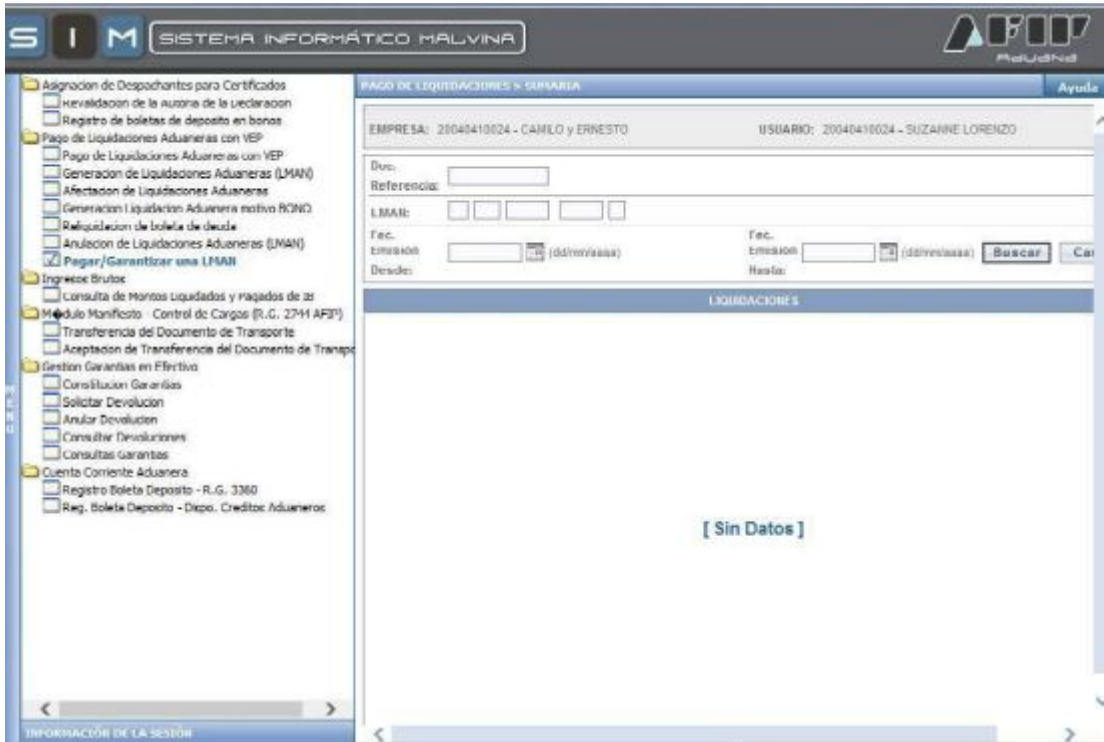 S I M SISTEMA INFORMÁTICO MALVINA
AFIP
Aduana
Asignacion de Despachantes para Certificados
Revalidacion de la Autoria de la Declaracion
Registro de boletas de deposito en bonos
Pago de Liquidaciones Aduaneras con VEP
Pago de Liquidaciones Aduaneras con VEP
Generacion de Liquidaciones Aduaneras (LMAN)
Afectacion de Liquidaciones Aduaneras
Generacion Liquidacion Aduanera motivo BONO
Reliquidacion de boleta de deuda
Anulacion de Liquidaciones Aduaneras (LMAN)
Pagar/Garantizar una LMAN
Ingresos Brutos
Consulta de Montos Liquidados y Pagados de IB
M�dulo Manifiesto - Control de Cargas (R.G. 2744 AFIP)
Transferencia del Documento de Transporte
Aceptacion de Transferencia del Documento de Transpo
Gestion Garantias en Efectivo
Constitucion Garantias
Solicitar Devolucion
Anular Devolucion
Consultar Devoluciones
Consultas Garantias
Cuenta Corriente Aduanera
Registro Boleta Deposito - R.G. 3360
Reg. Boleta Deposito - Dispo. Creditos Aduaneros
INFORMACIÓN DE LA SESIÓN
MENU
PAGO DE LIQUIDACIONES > SUMARIA
Ayuda
EMPRESA: 20040410024 - CAMILO y ERNESTO USUARIO: 20040410024 - SUZANNE LORENZO
Doc.
Referencia:
LMAN:
Fec.
Emision
Desde:
(dd/mm/aaaa)
Fec.
Emision
Hasta:
(dd/mm/aaaa)
Buscar
Can
LIQUIDACIONES
[ Sin Datos ]